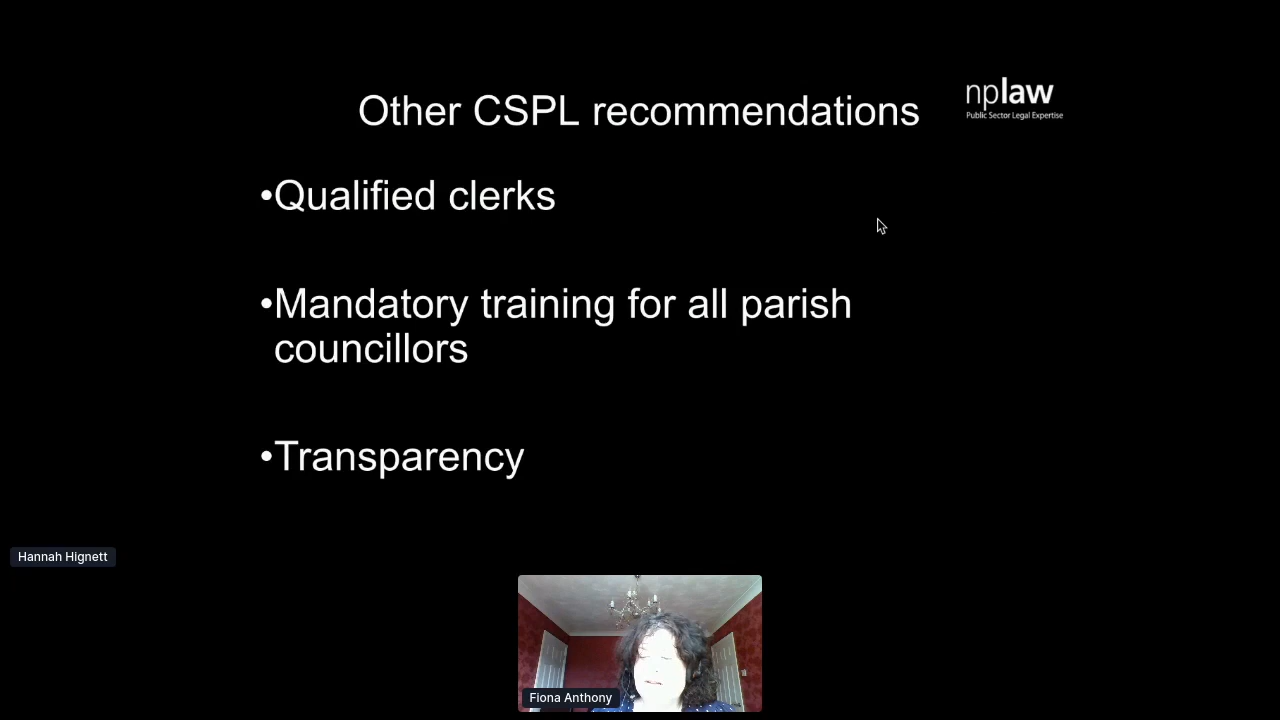 Other CSPL recommendations
nplaw
Public Sector Legal Expertise
•Qualified clerks
•Mandatory training for all parish
councillors
•Transparency
Hannah Hignett
Fiona Anthony